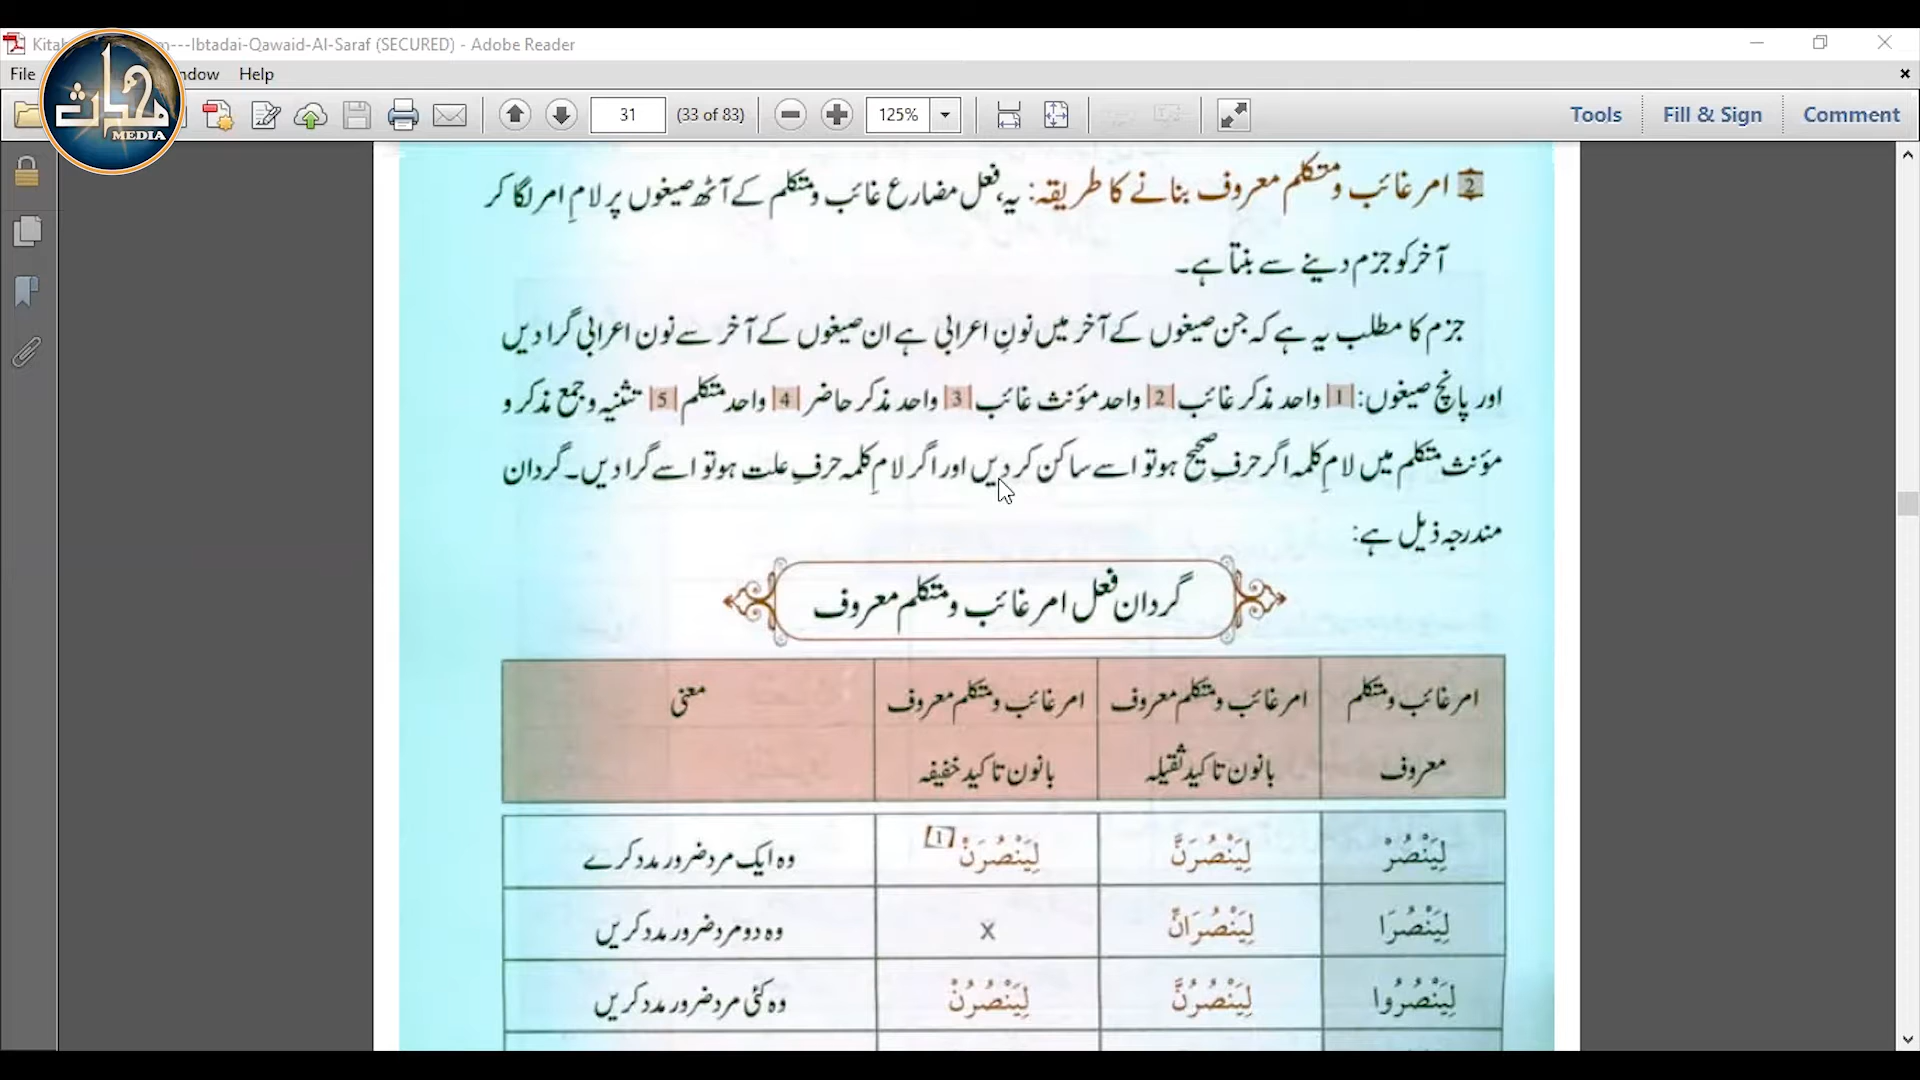 Kitab
m---Ibtadai-Qawaid-Al-Saraf (SECURED) - Adobe Reader
File
ndow Help
MEDIA
31 (33 of 83) 125% Tools Fill & Sign Comment
2 امر غائب و متکلم معروف بنانے کا طریقہ: یہ، فعل مضارع غائب و متکلم کے آٹھ صیغوں پر لامِ امر لگا کر
آخر کو جزم دینے سے بنتا ہے۔
جزم کا مطلب یہ ہے کہ جن صیغوں کے آخر میں نونِ اعرابی ہے ان صیغوں کے آخر سے نون اعرابی گرا دیں
اور پانچ صیغوں: 1 واحد مذکر غائب 2 واحد مؤنث غائب 3 واحد مذکر حاضر 4 واحد متکلم 5 تثنیہ و جمع مذکر و
مؤنث متکلم میں لامِ کلمہ اگر حرفِ صحیح ہو تو اسے ساکن کر دیں اور اگر لامِ کلمہ حرفِ علت ہو تو اسے گرا دیں۔ گردان
مندرجہ ذیل ہے:
گردان فعل امر غائب و متکلم معروف
امر غائب و متکلم امر غائب و متکلم معروف امر غائب و متکلم معروف معنی
معروف بانون تاکید ثقیلہ بانون تاکید خفیفہ
لِيَنْصُرْ لِيَنْصُرَنَّ لِيَنْصُرَنْ [1] وہ ایک مرد ضرور مدد کرے
لِيَنْصُرَا لِيَنْصُرَانِّ x وہ دو مرد ضرور مدد کریں
لِيَنْصُرُوا لِيَنْصُرُنَّ لِيَنْصُرُنْ وہ کئی مرد ضرور مدد کریں